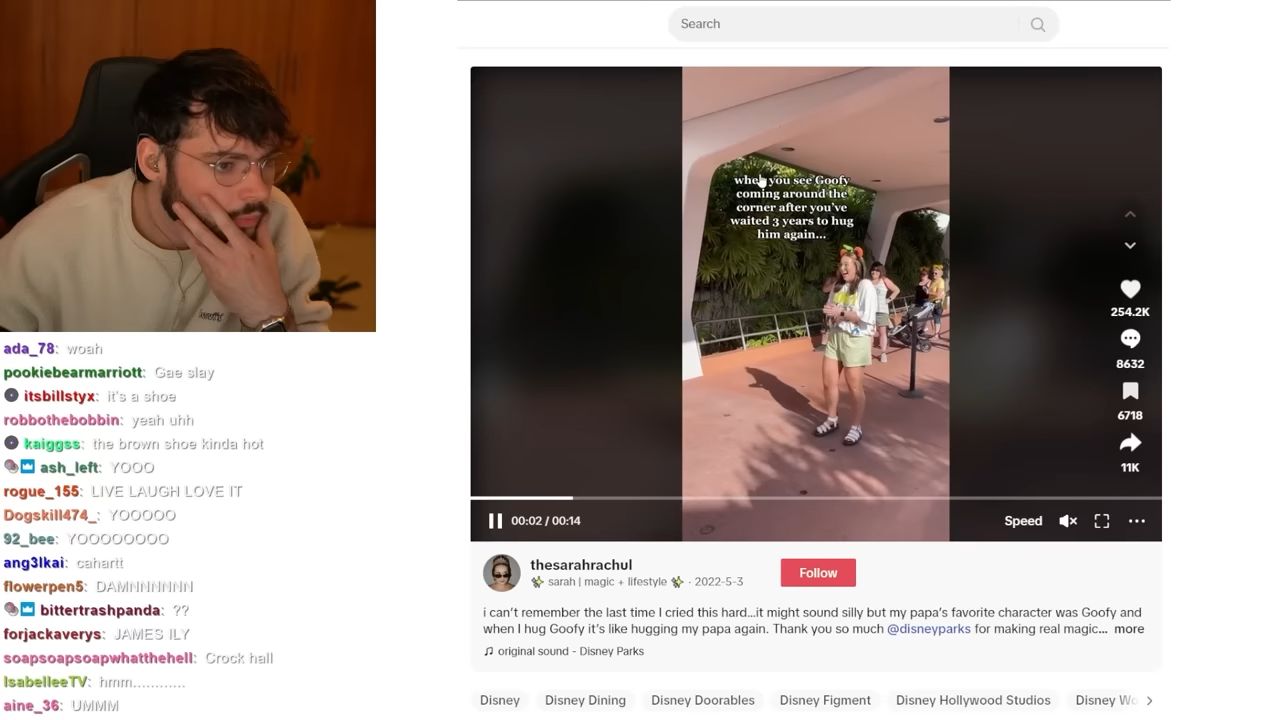 Search
when you see Goofy
coming around the
corner after you've
waited 3 years to hug
him again...
254.2K
8632
6718
11K
00:02 / 00:14
Speed
thesarahrachul
sarah | magic + lifestyle · 2022-5-3
Follow
i can't remember the last time I cried this hard...it might sound silly but my papa's favorite character was Goofy and
when I hug Goofy it's like hugging my papa again. Thank you so much @disneyparks for making real magic... more
original sound - Disney Parks
Disney
Disney Dining
Disney Doorables
Disney Figment
Disney Hollywood Studios
Disney Wo
ada_78: woah
pookiebearmarriott: Gae slay
itsbillstyx: it's a shoe
robbothebobbin: yeah uhh
kaiggss: the brown shoe kinda hot
ash_left: YOOO
rogue_155: LIVE LAUGH LOVE IT
Dogskill474_: YOOOOO
92_bee: YOOOOOOOO
ang3lkai: cahartt
flowerpen5: DAMNNNNNN
bittertrashpanda: ??
forjackaverys: JAMES ILY
soapsoapsoapwhatthehell: Crock hall
IsabelleeTV: hmm............
aine_36: UMMM